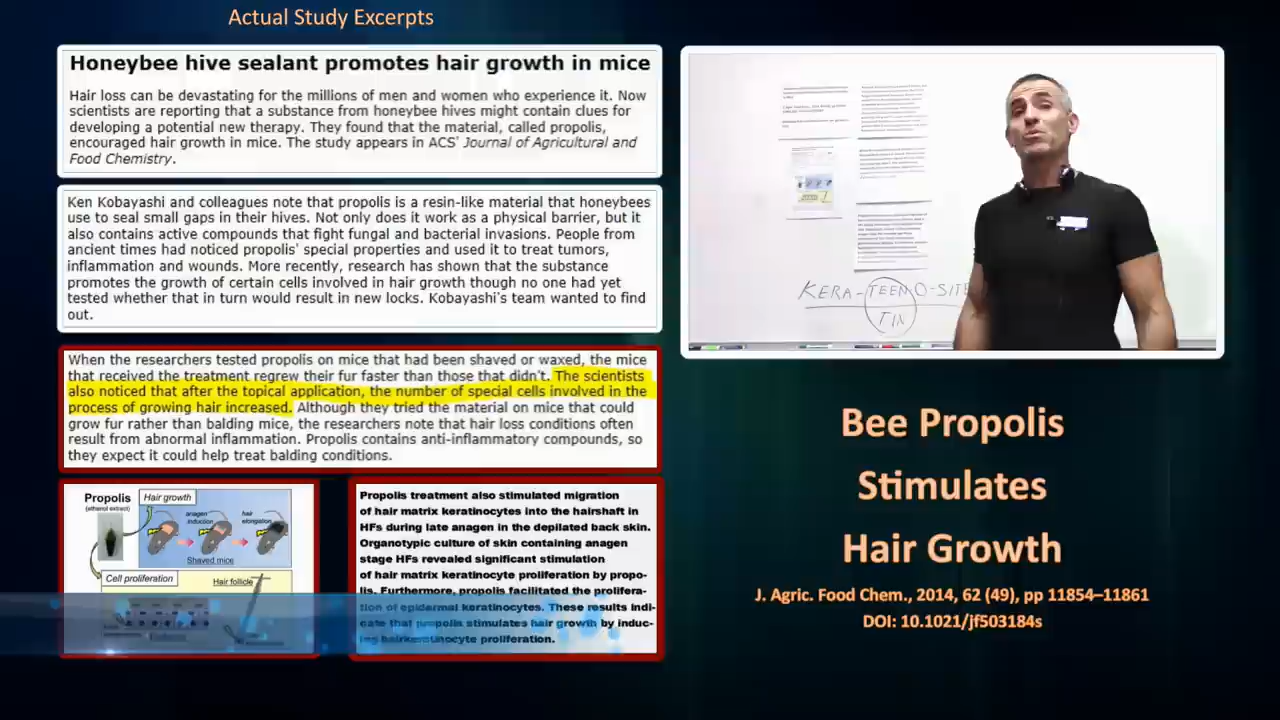 Actual Study Excerpts
Honeybee hive sealant promotes hair growth in mice
Hair loss can be devastating for the millions of men and women who experience it. Now
scientists are reporting that a substance from honeybee hives might contain clues for
developing a potential new therapy. They found that the material, called propolis,
encouraged hair growth in mice. The study appears in ACS' Journal of Agricultural and
Food Chemistry.
Ken Kobayashi and colleagues note that propolis is a resin-like material that honeybees
use to seal small gaps in their hives. Not only does it work as a physical barrier, but it
also contains active compounds that fight fungal and bacterial invasions. People from
ancient times had noticed propolis' special properties and used it to treat tumors,
inflammation and wounds. More recently, research has shown that the substance
promotes the growth of certain cells involved in hair growth though no one had yet
tested whether that in turn would result in new locks. Kobayashi's team wanted to find
out.
When the researchers tested propolis on mice that had been shaved or waxed, the mice
that received the treatment regrew their fur faster than those that didn't. The scientists
also noticed that after the topical application, the number of special cells involved in the
process of growing hair increased. Although they tried the material on mice that could
grow fur rather than balding mice, the researchers note that hair loss conditions often
result from abnormal inflammation. Propolis contains anti-inflammatory compounds, so
they expect it could help treat balding conditions.
Propolis
(ethanol extract)
Hair growth
anagen
induction
hair
elongation
Shaved mice
Cell proliferation
Hair follicle
Propolis treatment also stimulated migration
of hair matrix keratinocytes into the hairshaft in
HFs during late anagen in the depilated back skin.
Organotypic culture of skin containing anagen
stage HFs revealed significant stimulation
of hair matrix keratinocyte proliferation by propo-
lis. Furthermore, propolis facilitated the prolifera-
tion of epidermal keratinocytes. These results indi-
cate that propolis stimulates hair growth by induc-
ing hairkeratinocyte proliferation.
KERA-TEEN O-SITE
TIN
Bee Propolis
Stimulates
Hair Growth
J. Agric. Food Chem., 2014, 62 (49), pp 11854–11861
DOI: 10.1021/jf503184s